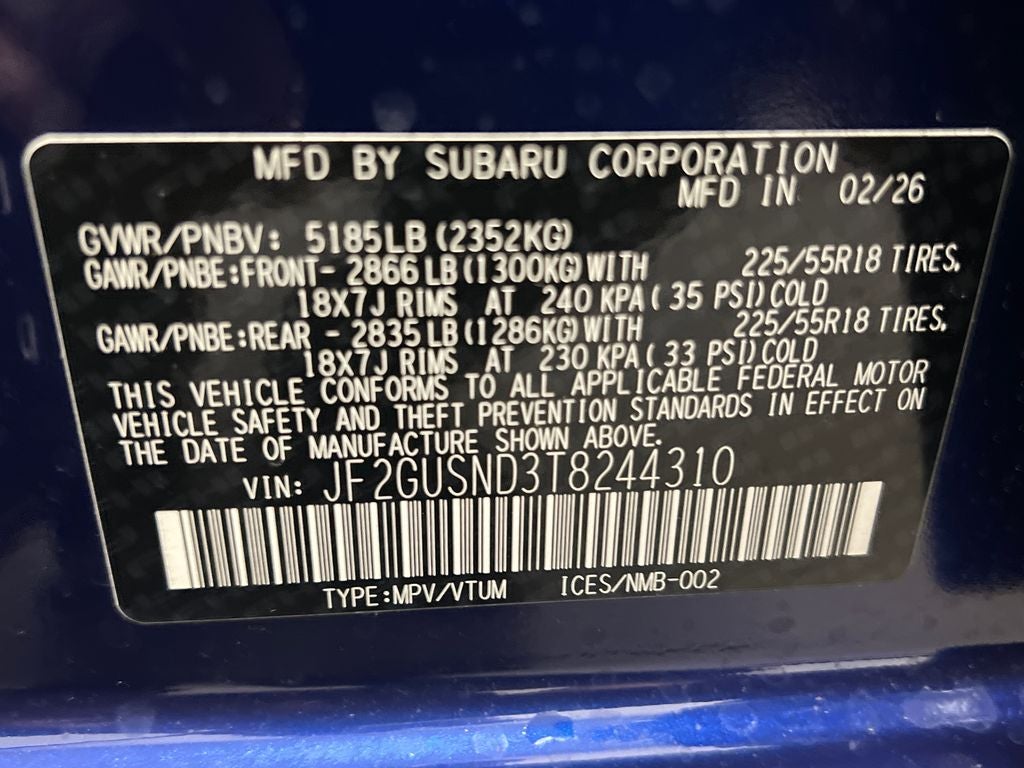 MFD BY SUBARU CORPORATION
MFD IN 02/26
GVWR/PNBV: 5185LB (2352KG)
GAWR/PNBE:FRONT- 2866 LB (1300KG) WITH 225/55R18 TIRES,
18X7J RIMS AT 240 KPA ( 35 PSI) COLD
GAWR/PNBE:REAR - 2835 LB (1286KG) WITH 225/55R18 TIRES,
18X7J RIMS AT 230 KPA ( 33 PSI) COLD
THIS VEHICLE CONFORMS TO ALL APPLICABLE FEDERAL MOTOR
VEHICLE SAFETY AND THEFT PREVENTION STANDARDS IN EFFECT ON
THE DATE OF MANUFACTURE SHOWN ABOVE.
VIN: JF2GUSND3T8244310
TYPE:MPV/VTUM ICES/NMB-002